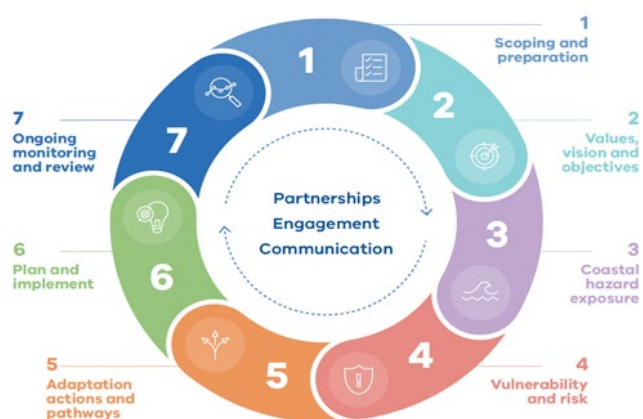 1
Scoping and
preparation
2
Values,
vision and
objectives
3
Coastal
hazard
exposure
4
Vulnerability
and risk
5
Adaptation
actions and
pathways
6
Plan and
implement
7
Ongoing
monitoring
and review
1
2
3
4
5
6
7
Partnerships
Engagement
Communication